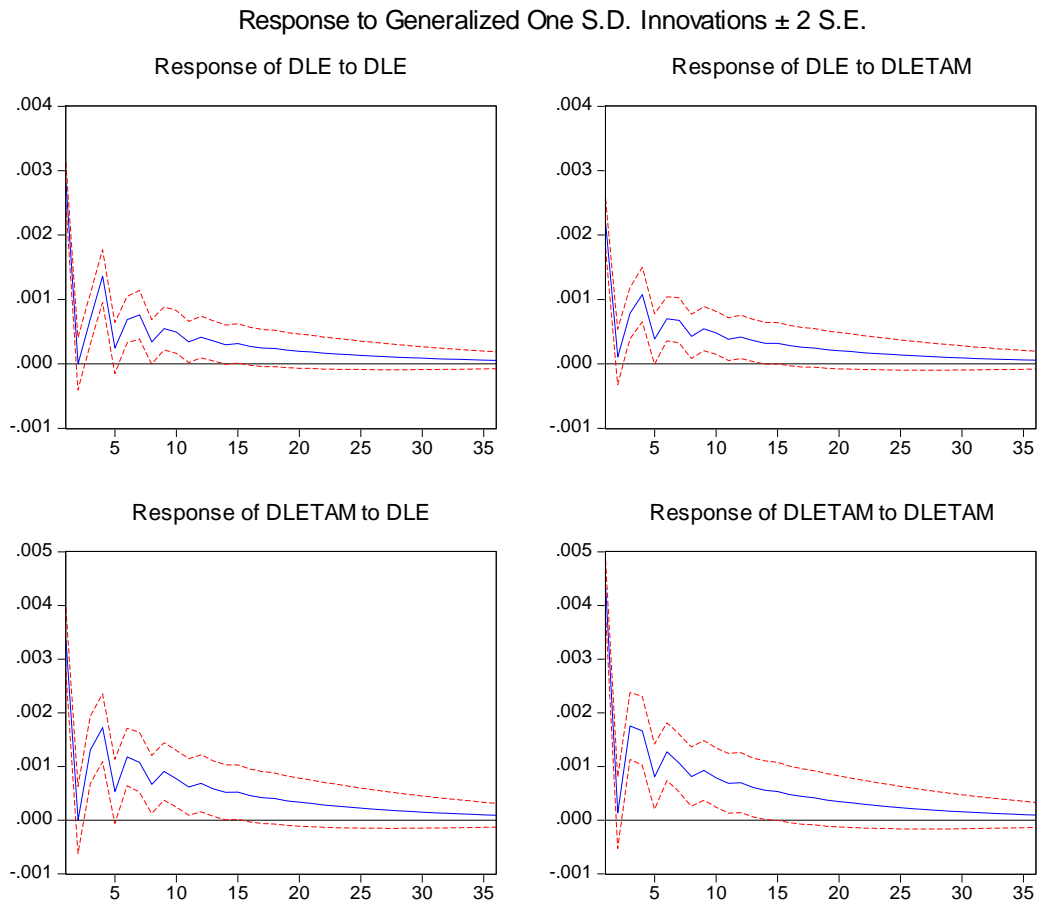 Response to Generalized One S.D. Innovations ± 2 S.E.
Response of DLE to DLE
.004
.003
.002
.001
.000
-.001
5 10 15 20 25 30 35
Response of DLE to DLETAM
.004
.003
.002
.001
.000
-.001
5 10 15 20 25 30 35
Response of DLETAM to DLE
.005
.004
.003
.002
.001
.000
-.001
5 10 15 20 25 30 35
Response of DLETAM to DLETAM
.005
.004
.003
.002
.001
.000
-.001
5 10 15 20 25 30 35